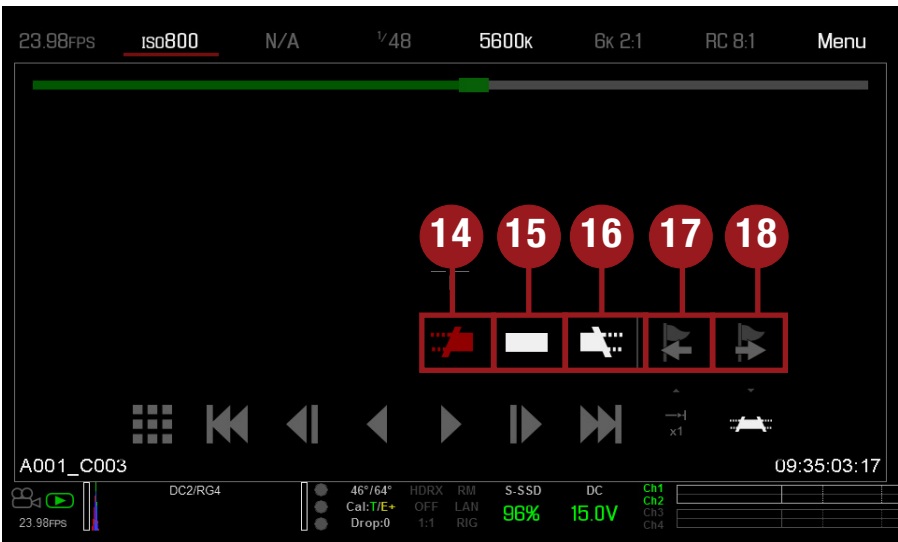 23.98FPS ISO800 N/A 1/48 5600K 6K 2:1 RC 8:1 Menu
14 15 16 17 18
x1
A001_C003 09:35:03:17
DC2/RG4 46°/64° HDRX RM S-SSD DC Ch1
Cal:T/E+ OFF LAN 96% 15.0V Ch2
23.98FPS Drop:0 1:1 RIG Ch3
Ch4